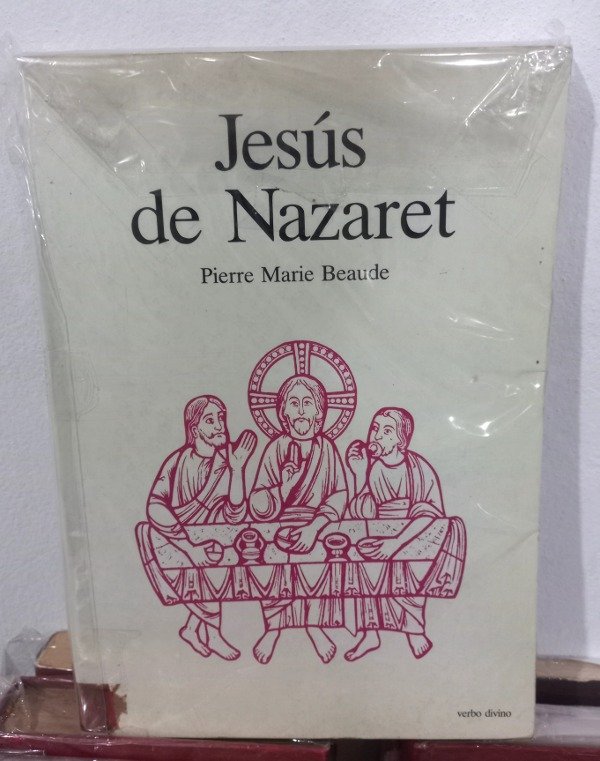 Jesús
de Nazaret
Pierre Marie Beaude
verbo divino